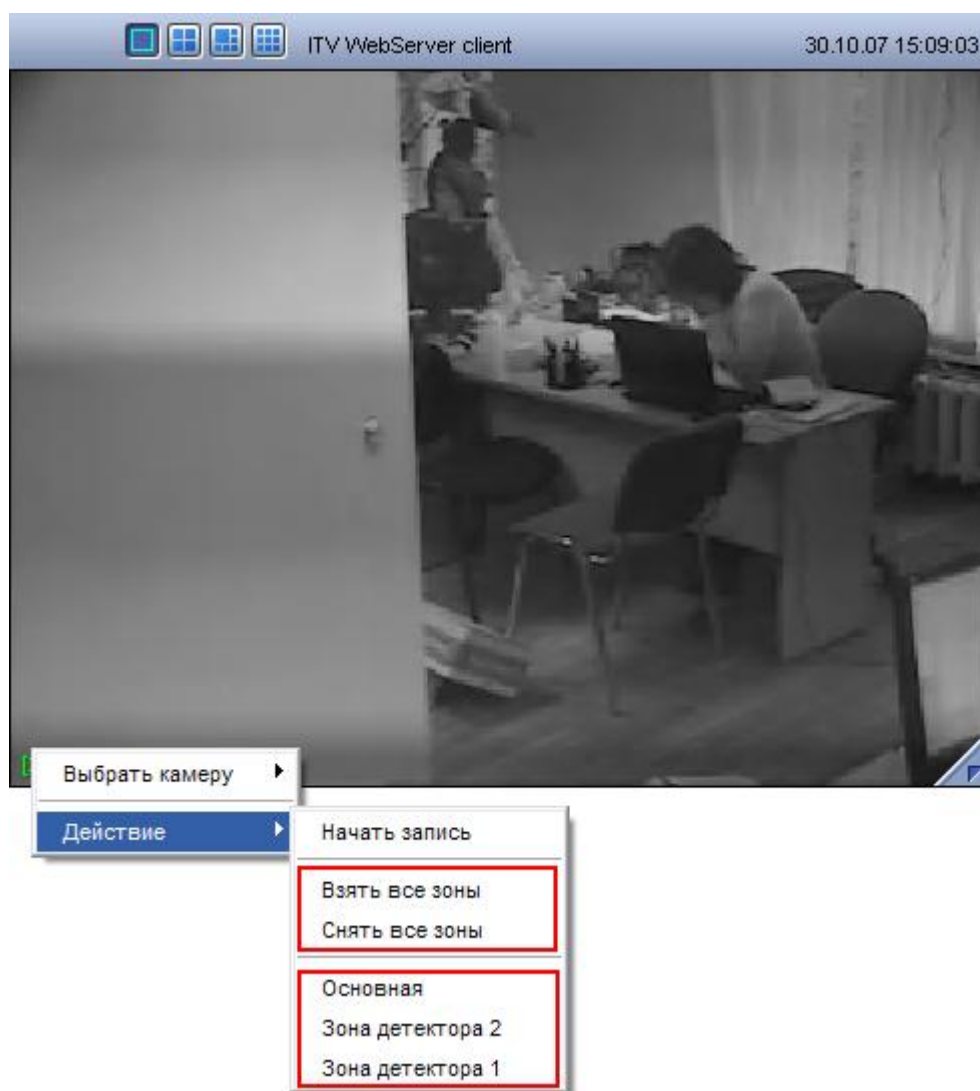 ITV WebServer client 30.10.07 15:09:03
Выбрать камеру
Действие
Начать запись
Взять все зоны
Снять все зоны
Основная
Зона детектора 2
Зона детектора 1